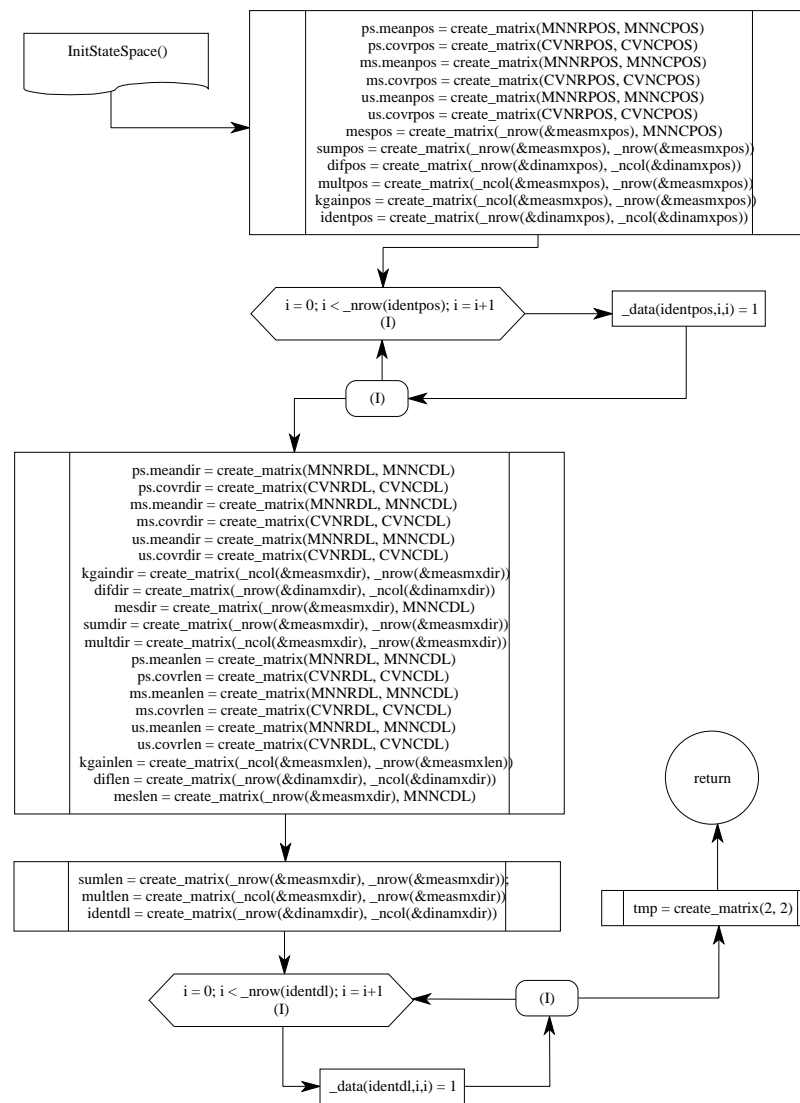 InitStateSpace()
ps.meanpos = create_matrix(MNNRPOS, MNNCPOS)
ps.covrpos = create_matrix(CVNRPOS, CVNCPOS)
ms.meanpos = create_matrix(MNNRPOS, MNNCPOS)
ms.covrpos = create_matrix(CVNRPOS, CVNCPOS)
us.meanpos = create_matrix(MNNRPOS, MNNCPOS)
us.covrpos = create_matrix(CVNRPOS, CVNCPOS)
mespos = create_matrix(_nrow(&measmxpos), MNNCPOS)
sumpos = create_matrix(_nrow(&measmxpos), _nrow(&measmxpos))
difpos = create_matrix(_nrow(&dinamxpos), _ncol(&dinamxpos))
multpos = create_matrix(_ncol(&measmxpos), _nrow(&measmxpos))
kgainpos = create_matrix(_ncol(&measmxpos), _nrow(&measmxpos))
identpos = create_matrix(_nrow(&dinamxpos), _ncol(&dinamxpos))
i = 0; i < _nrow(identpos); i = i+1
(I)
_data(identpos,i,i) = 1
(I)
ps.meandir = create_matrix(MNNRDL, MNNCDL)
ps.covrdir = create_matrix(CVNRDL, CVNCDL)
ms.meandir = create_matrix(MNNRDL, MNNCDL)
ms.covrdir = create_matrix(CVNRDL, CVNCDL)
us.meandir = create_matrix(MNNRDL, MNNCDL)
us.covrdir = create_matrix(CVNRDL, CVNCDL)
kgaindir = create_matrix(_ncol(&measmxdir), _nrow(&measmxdir))
difdir = create_matrix(_nrow(&dinamxdir), _ncol(&dinamxdir))
mesdir = create_matrix(_nrow(&measmxdir), MNNCDL)
sumdir = create_matrix(_nrow(&measmxdir), _nrow(&measmxdir))
multdir = create_matrix(_ncol(&measmxdir), _nrow(&measmxdir))
ps.meanlen = create_matrix(MNNRDL, MNNCDL)
ps.covrlen = create_matrix(CVNRDL, CVNCDL)
ms.meanlen = create_matrix(MNNRDL, MNNCDL)
ms.covrlen = create_matrix(CVNRDL, CVNCDL)
us.meanlen = create_matrix(MNNRDL, MNNCDL)
us.covrlen = create_matrix(CVNRDL, CVNCDL)
kgainlen = create_matrix(_ncol(&measmxlen), _nrow(&measmxlen))
diflen = create_matrix(_nrow(&dinamxdir), _ncol(&dinamxdir))
meslen = create_matrix(_nrow(&measmxdir), MNNCDL)
sumlen = create_matrix(_nrow(&measmxdir), _nrow(&measmxdir));
multlen = create_matrix(_ncol(&measmxdir), _nrow(&measmxdir))
identdl = create_matrix(_nrow(&dinamxdir), _ncol(&dinamxdir))
i = 0; i < _nrow(identdl); i = i+1
(I)
_data(identdl,i,i) = 1
(I)
tmp = create_matrix(2, 2)
return